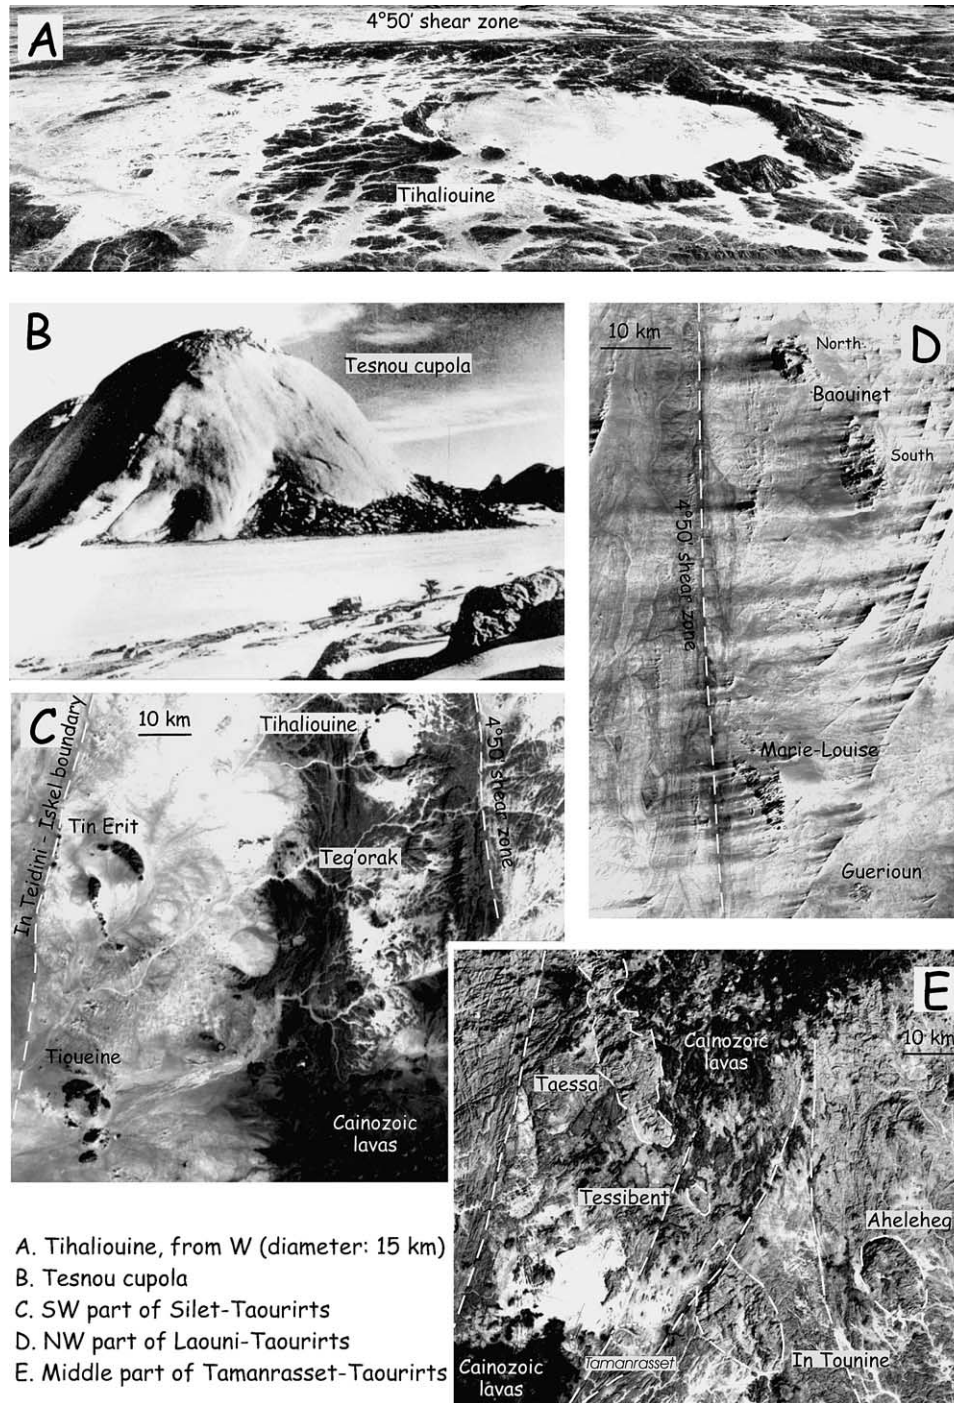 A
4°50' shear zone
Tihaliouine
B
Tesnou cupola
10 km
D
North
Baouinet
South
4°50' shear zone
Marie-Louise
Guerioun
C
10 km
Tihaliouine
4°50' shear zone
In Teidini - Iskel boundary
Tin Erit
Teg'orak
Tioueine
Cainozoic
lavas
E
10 km
Cainozoic
lavas
Taessa
Tessibent
Aheleheg
In Tounine
Tamanrasset
Cainozoic
lavas
A. Tihaliouine, from W (diameter: 15 km)
B. Tesnou cupola
C. SW part of Silet-Taourirts
D. NW part of Laouni-Taourirts
E. Middle part of Tamanrasset-Taourirts